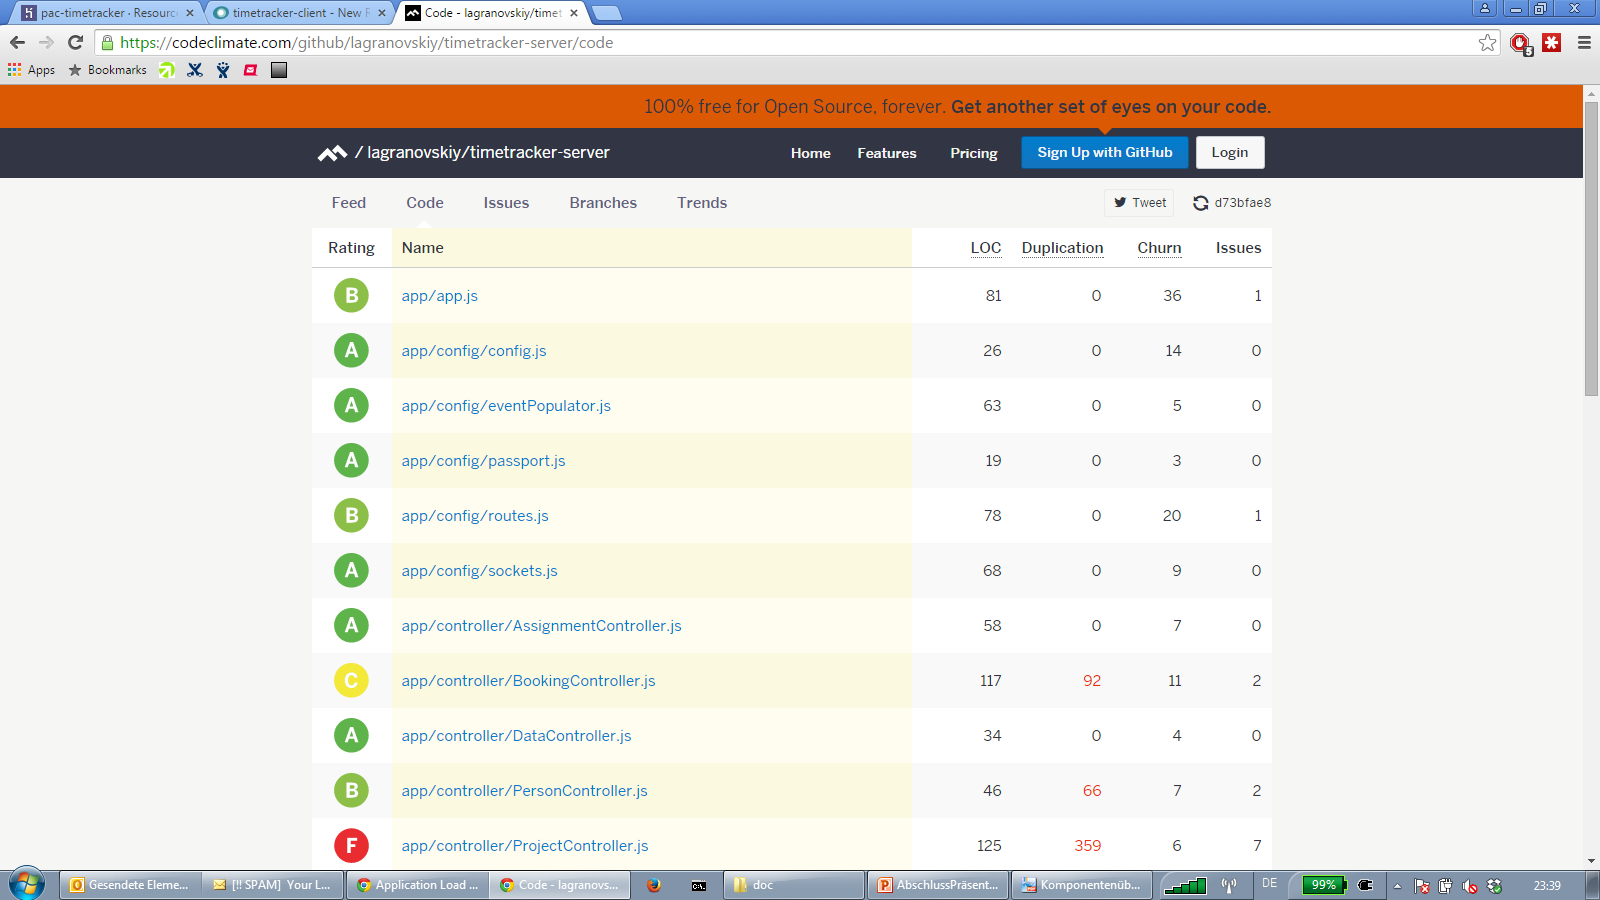 pac-timetracker · Resourc
timetracker-client - New R
Code - lagranovskiy/timet
https://codeclimate.com/github/lagranovskiy/timetracker-server/code
5
Apps
Bookmarks
100% free for Open Source, forever. Get another set of eyes on your code.
/ lagranovskiy/timetracker-server
Home
Features
Pricing
Sign Up with GitHub
Login
Feed
Code
Issues
Branches
Trends
Tweet
d73bfae8
Rating Name LOC Duplication Churn Issues
B app/app.js 81 0 36 1
A app/config/config.js 26 0 14 0
A app/config/eventPopulator.js 63 0 5 0
A app/config/passport.js 19 0 3 0
B app/config/routes.js 78 0 20 1
A app/config/sockets.js 68 0 9 0
A app/controller/AssignmentController.js 58 0 7 0
C app/controller/BookingController.js 117 92 11 2
A app/controller/DataController.js 34 0 4 0
B app/controller/PersonController.js 46 66 7 2
F app/controller/ProjectController.js 125 359 6 7
Gesendete Eleme...
[!! SPAM] Your L...
Application Load ...
Code - lagranovs...
doc
AbschlussPräsent...
Komponentenüb...
DE
99%
23:39